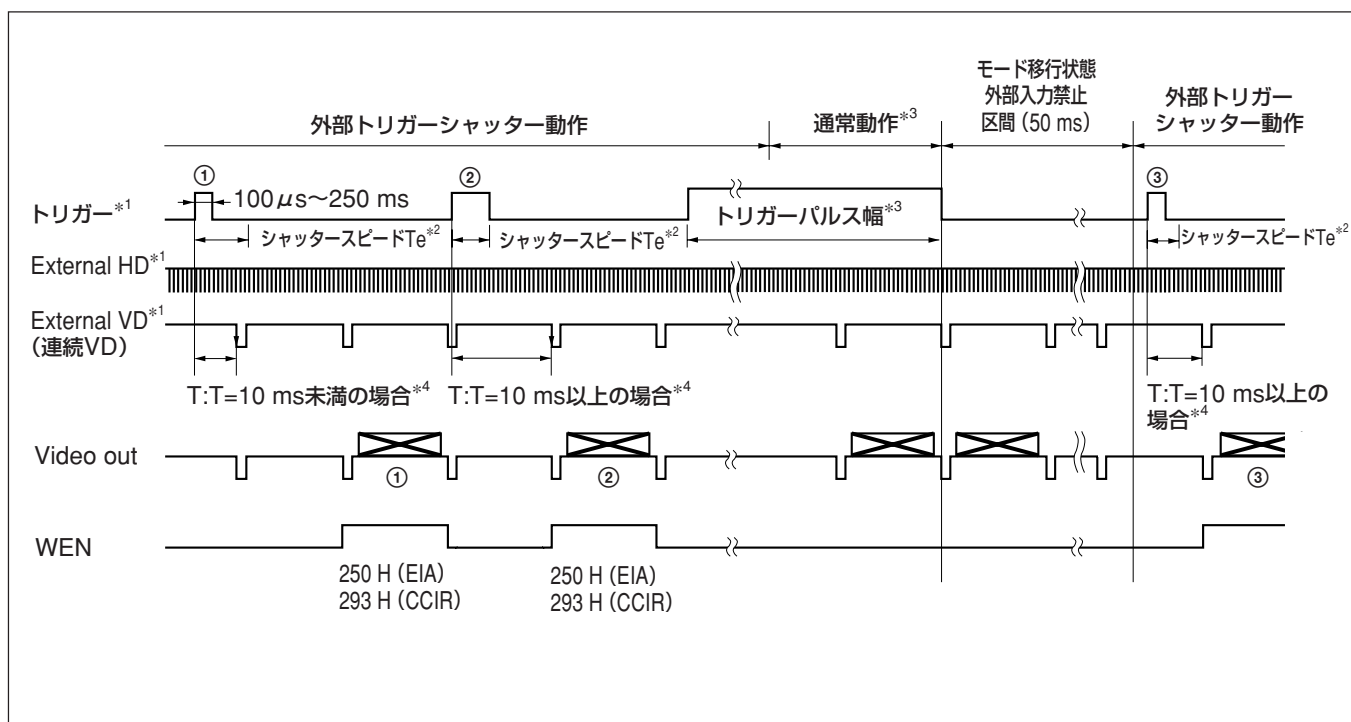 外部トリガーシャッター動作
通常動作*3
モード移行状態
外部入力禁止
区間(50 ms)
外部トリガー
シャッター動作
トリガー*1
①
100μs〜250 ms
シャッタースピードTe*2
②
シャッタースピードTe*2
トリガーパルス幅*3
③
シャッタースピードTe*2
External HD*1
External VD*1
(連続VD)
T:T=10 ms未満の場合*4
T:T=10 ms以上の場合*4
T:T=10 ms以上の
場合*4
Video out
①
②
③
WEN
250 H(EIA)
293 H(CCIR)
250 H(EIA)
293 H(CCIR)